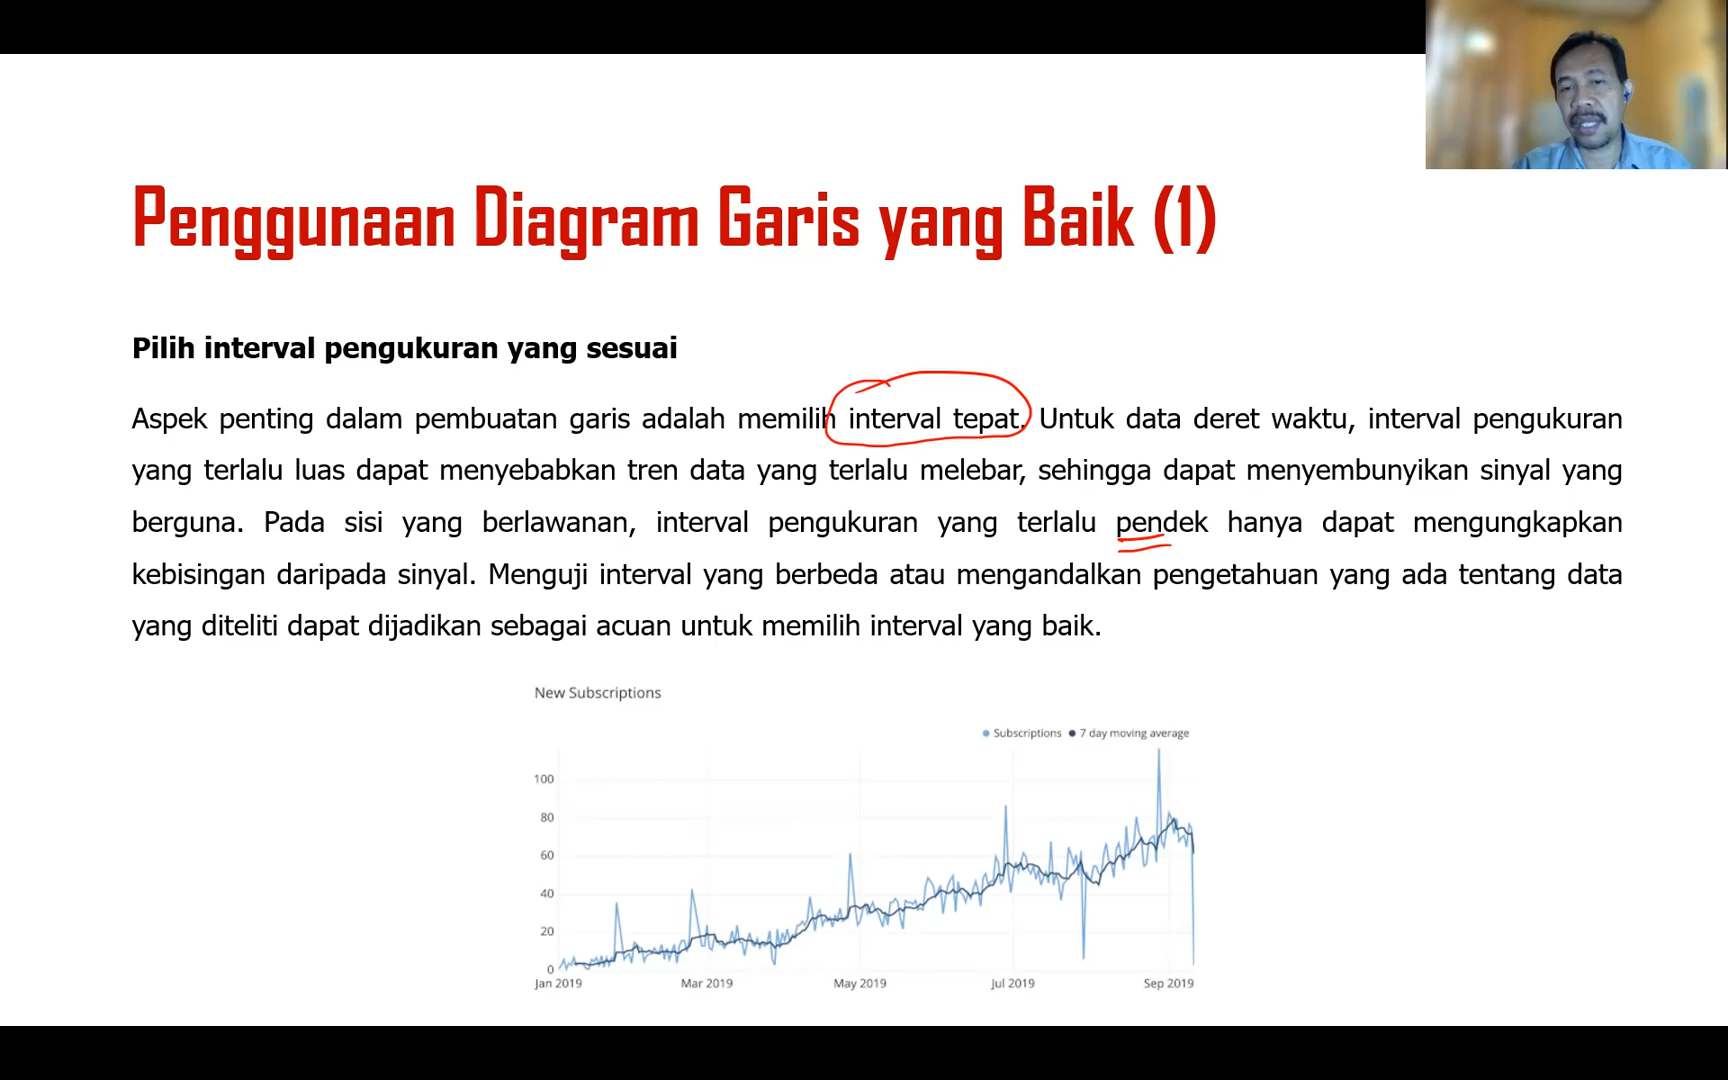 Penggunaan Diagram Garis yang Baik (1)
Pilih interval pengukuran yang sesuai
Aspek penting dalam pembuatan garis adalah memilih interval tepat. Untuk data deret waktu, interval pengukuran
yang terlalu luas dapat menyebabkan tren data yang terlalu melebar, sehingga dapat menyembunyikan sinyal yang
berguna. Pada sisi yang berlawanan, interval pengukuran yang terlalu pendek hanya dapat mengungkapkan
kebisingan daripada sinyal. Menguji interval yang berbeda atau mengandalkan pengetahuan yang ada tentang data
yang diteliti dapat dijadikan sebagai acuan untuk memilih interval yang baik.
New Subscriptions
Subscriptions 7 day moving average
100
80
60
40
20
0
Jan 2019 Mar 2019 May 2019 Jul 2019 Sep 2019